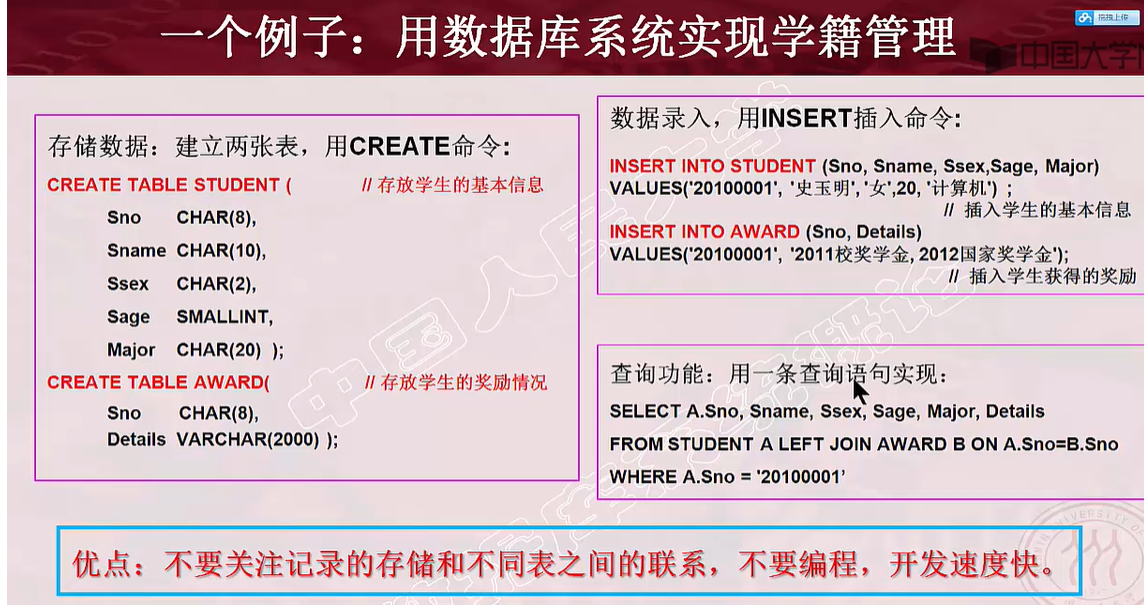 一个例子：用数据库系统实现学籍管理
拖拽上传
中国大学
存储数据：建立两张表，用CREATE命令:
CREATE TABLE STUDENT ( // 存放学生的基本信息
Sno CHAR(8),
Sname CHAR(10),
Ssex CHAR(2),
Sage SMALLINT,
Major CHAR(20) );
CREATE TABLE AWARD( // 存放学生的奖励情况
Sno CHAR(8),
Details VARCHAR(2000) );
数据录入，用INSERT插入命令:
INSERT INTO STUDENT (Sno, Sname, Ssex,Sage, Major)
VALUES('20100001', '史玉明', '女',20, '计算机') ;
// 插入学生的基本信息
INSERT INTO AWARD (Sno, Details)
VALUES('20100001', '2011校奖学金, 2012国家奖学金');
// 插入学生获得的奖励
查询功能：用一条查询语句实现：
SELECT A.Sno, Sname, Ssex, Sage, Major, Details
FROM STUDENT A LEFT JOIN AWARD B ON A.Sno=B.Sno
WHERE A.Sno = '20100001’
优点：不要关注记录的存储和不同表之间的联系，不要编程，开发速度快。
中国人民大学